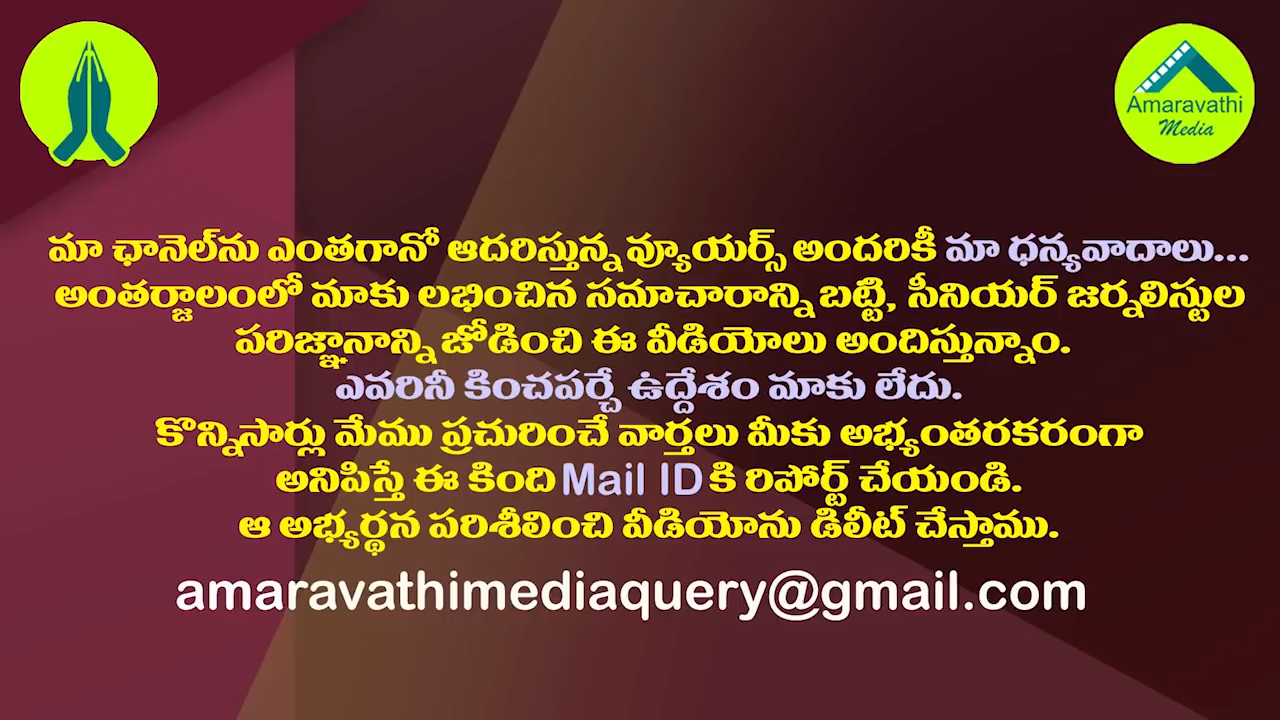 Amaravathi
Media
మా ఛానెల్‌ను ఎంతగానో ఆదరిస్తున్న వ్యూయర్స్ అందరికీ మా ధన్యవాదాలు...
అంతర్జాలంలో మాకు లభించిన సమాచారాన్ని బట్టి, సీనియర్ జర్నలిస్టుల
పరిజ్ఞానాన్ని జోడించి ఈ వీడియోలు అందిస్తున్నాం.
ఎవరినీ కించపర్చే ఉద్దేశం మాకు లేదు.
కొన్నిసార్లు మేము ప్రచురించే వార్తలు మీకు అభ్యంతరకరంగా
అనిపిస్తే ఈ కింది Mail ID కి రిపోర్ట్ చేయండి.
ఆ అభ్యర్థన పరిశీలించి వీడియోను డిలీట్ చేస్తాము.
amaravathimediaquery@gmail.com